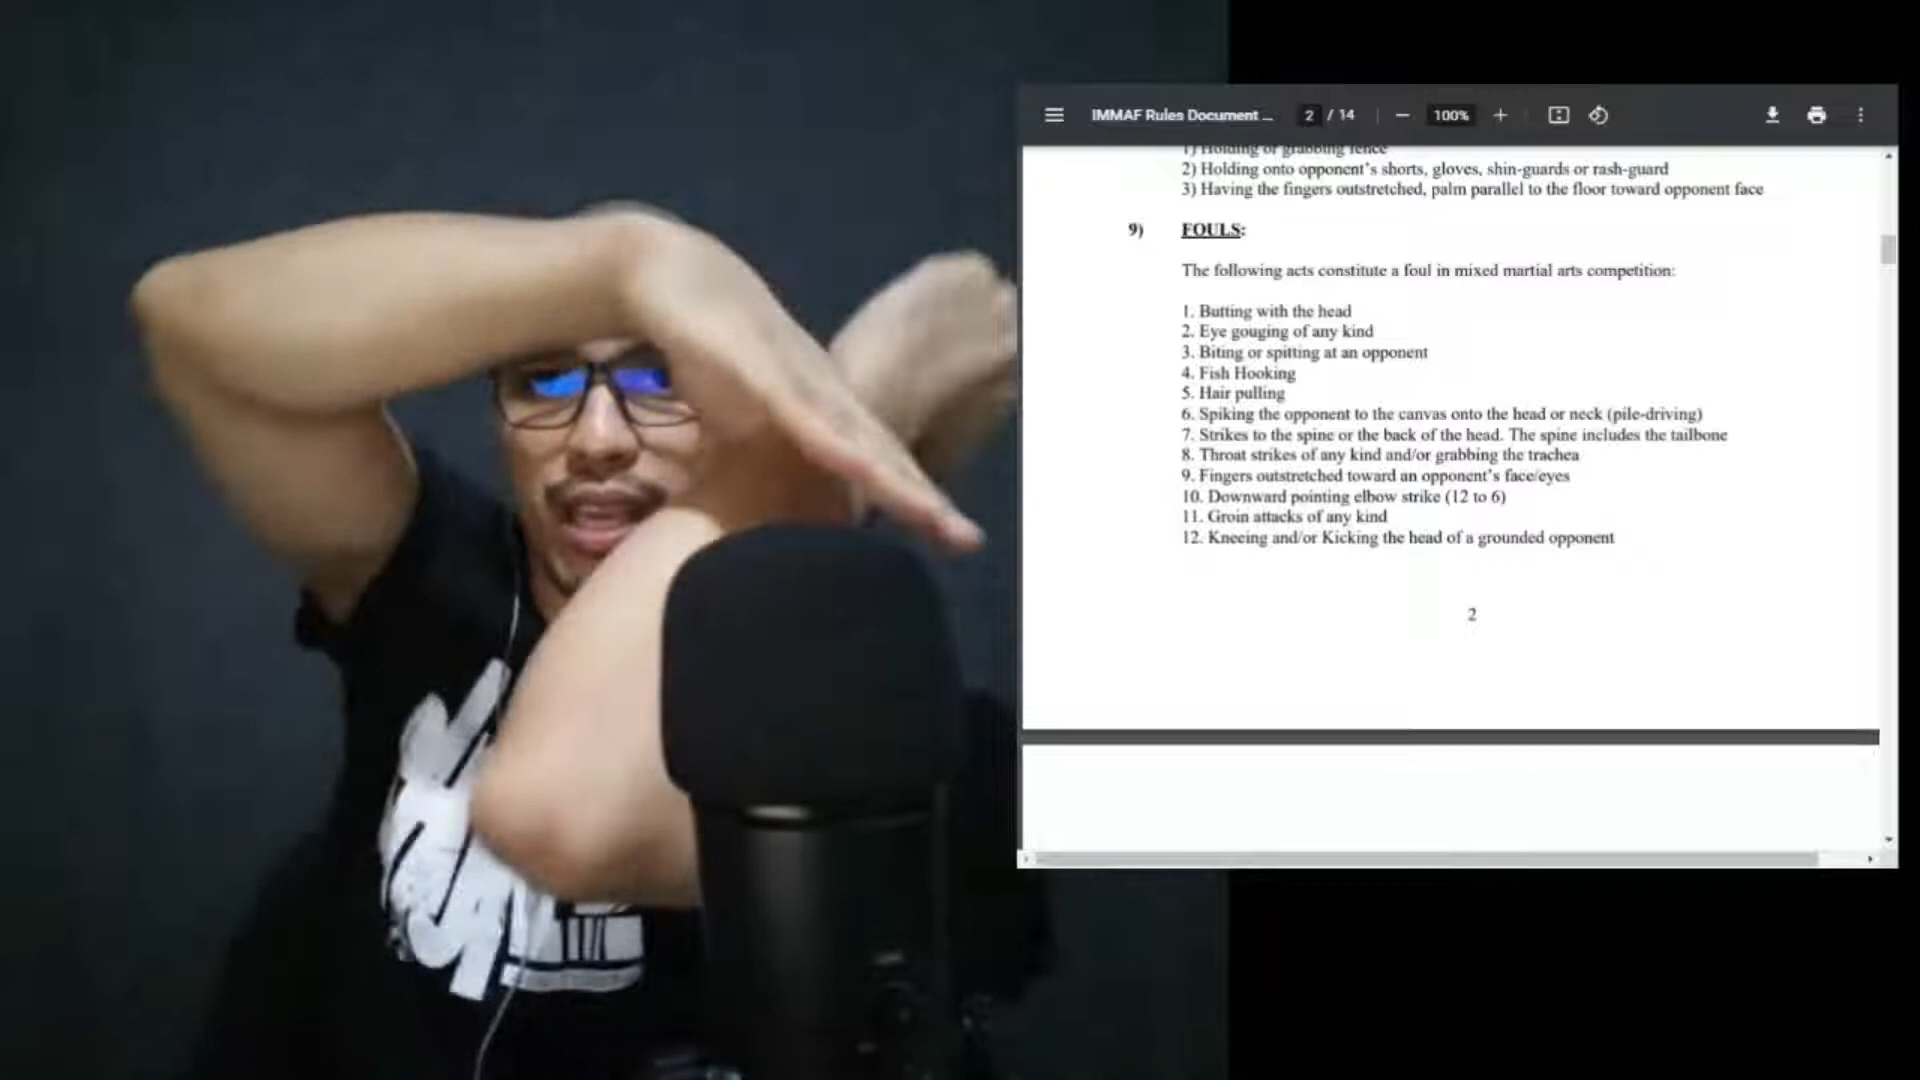 IMMAF Rules Document ...
2 / 14
100%
1) Holding or grabbing fence
2) Holding onto opponent's shorts, gloves, shin-guards or rash-guard
3) Having the fingers outstretched, palm parallel to the floor toward opponent face
9) FOULS:
The following acts constitute a foul in mixed martial arts competition:
1. Butting with the head
2. Eye gouging of any kind
3. Biting or spitting at an opponent
4. Fish Hooking
5. Hair pulling
6. Spiking the opponent to the canvas onto the head or neck (pile-driving)
7. Strikes to the spine or the back of the head. The spine includes the tailbone
8. Throat strikes of any kind and/or grabbing the trachea
9. Fingers outstretched toward an opponent's face/eyes
10. Downward pointing elbow strike (12 to 6)
11. Groin attacks of any kind
12. Kneeing and/or Kicking the head of a grounded opponent
2